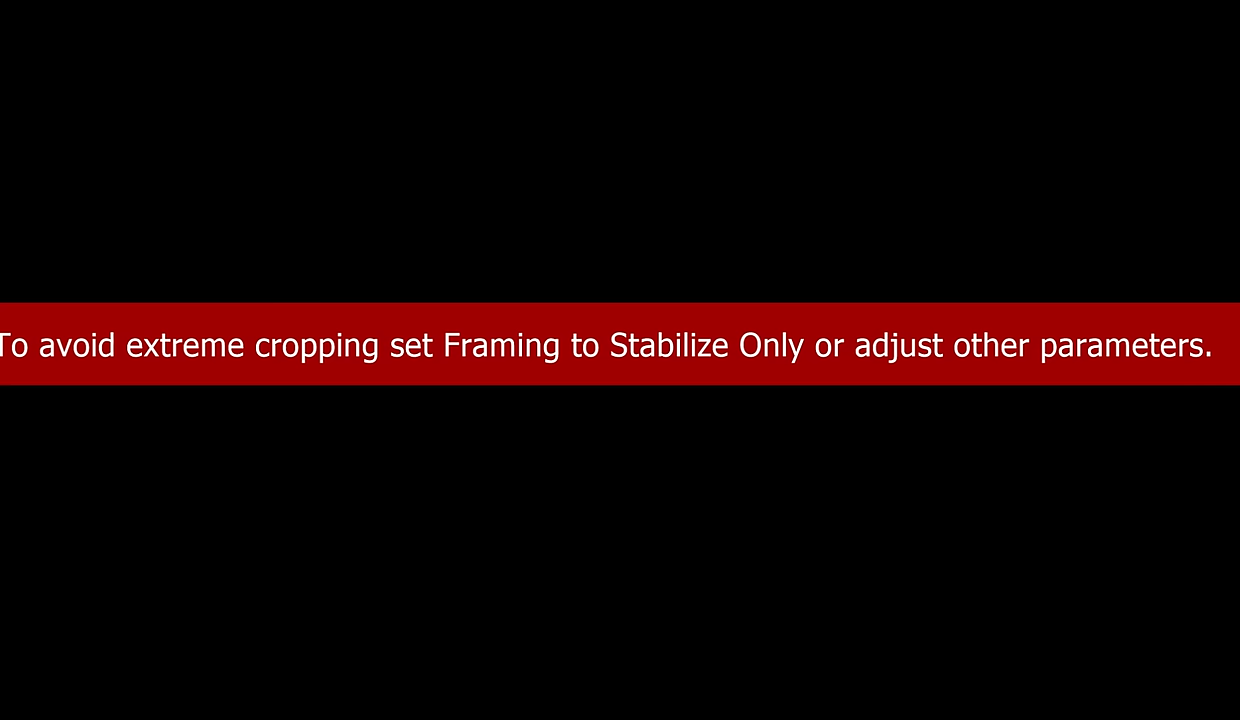 To avoid extreme cropping set Framing to Stabilize Only or adjust other parameters.